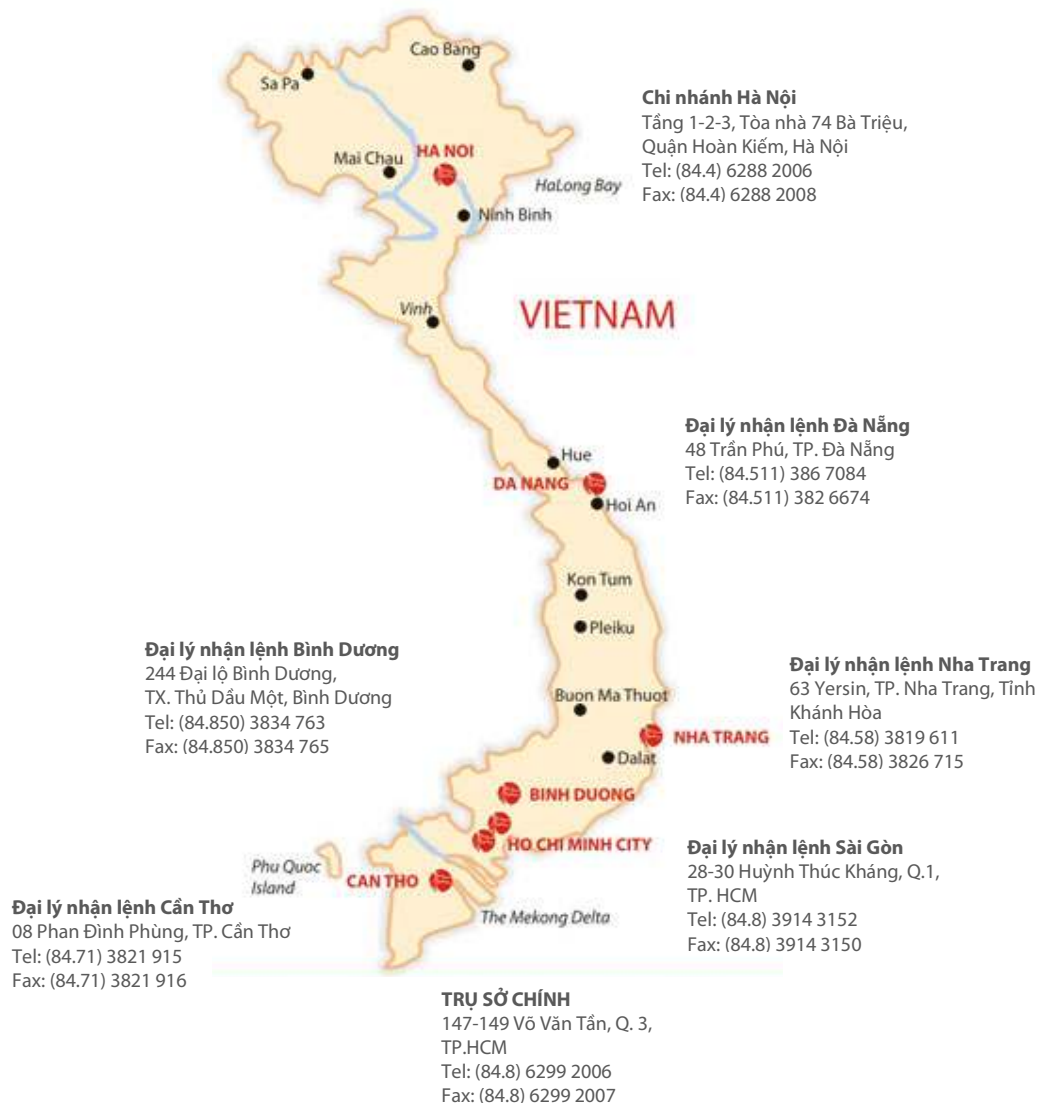 Cao Bang
Sa Pa
Chi nhánh Hà Nội
Tầng 1-2-3, Tòa nhà 74 Bà Triệu,
Quận Hoàn Kiếm, Hà Nội
Tel: (84.4) 6288 2006
Fax: (84.4) 6288 2008
Mai Chau
HA NOI
HaLong Bay
Ninh Binh
Vinh
VIETNAM
Đại lý nhận lệnh Đà Nẵng
48 Trần Phú, TP. Đà Nẵng
Tel: (84.511) 386 7084
Fax: (84.511) 382 6674
Hue
DA NANG
Hoi An
Kon Tum
Pleiku
Đại lý nhận lệnh Bình Dương
244 Đại lộ Bình Dương,
TX. Thủ Dầu Một, Bình Dương
Tel: (84.850) 3834 763
Fax: (84.850) 3834 765
Đại lý nhận lệnh Nha Trang
63 Yersin, TP. Nha Trang, Tỉnh
Khánh Hòa
Tel: (84.58) 3819 611
Fax: (84.58) 3826 715
Buon Ma Thuot
NHA TRANG
Dalat
BINH DUONG
HO CHI MINH CITY
Đại lý nhận lệnh Sài Gòn
28-30 Huỳnh Thúc Kháng, Q.1,
TP. HCM
Tel: (84.8) 3914 3152
Fax: (84.8) 3914 3150
Phu Quoc
Island
CAN THO
The Mekong Delta
Đại lý nhận lệnh Cần Thơ
08 Phan Đình Phùng, TP. Cần Thơ
Tel: (84.71) 3821 915
Fax: (84.71) 3821 916
TRỤ SỞ CHÍNH
147-149 Võ Văn Tần, Q. 3,
TP.HCM
Tel: (84.8) 6299 2006
Fax: (84.8) 6299 2007